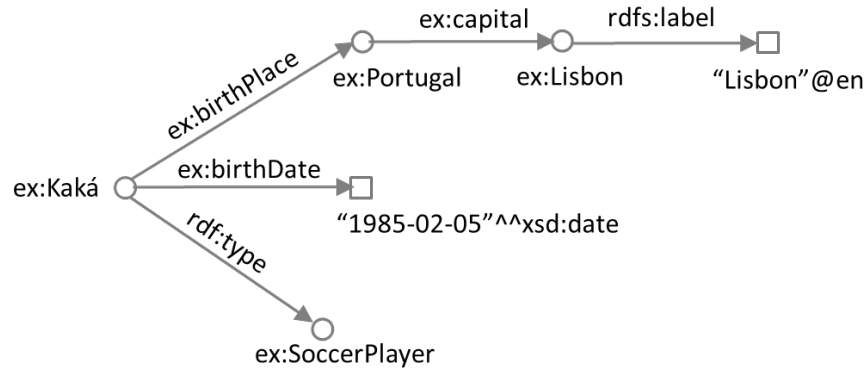 ex:capital
rdfs:label
ex:birthPlace
ex:Portugal
ex:Lisbon
“Lisbon”@en
ex:birthDate
ex:Kaká
“1985-02-05”^^xsd:date
rdf:type
ex:SoccerPlayer